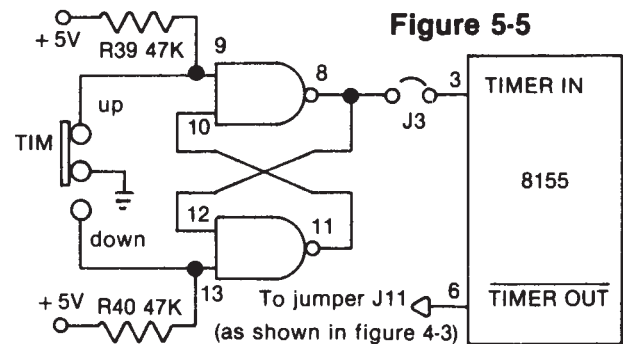 Figure 5-5
+5V
R39 47K
9
8
3
TIMER IN
up
10
J3
TIM
8155
12
11
down
13
To jumper J11
6
TIMER OUT
+5V
R40 47K
(as shown in figure 4-3)